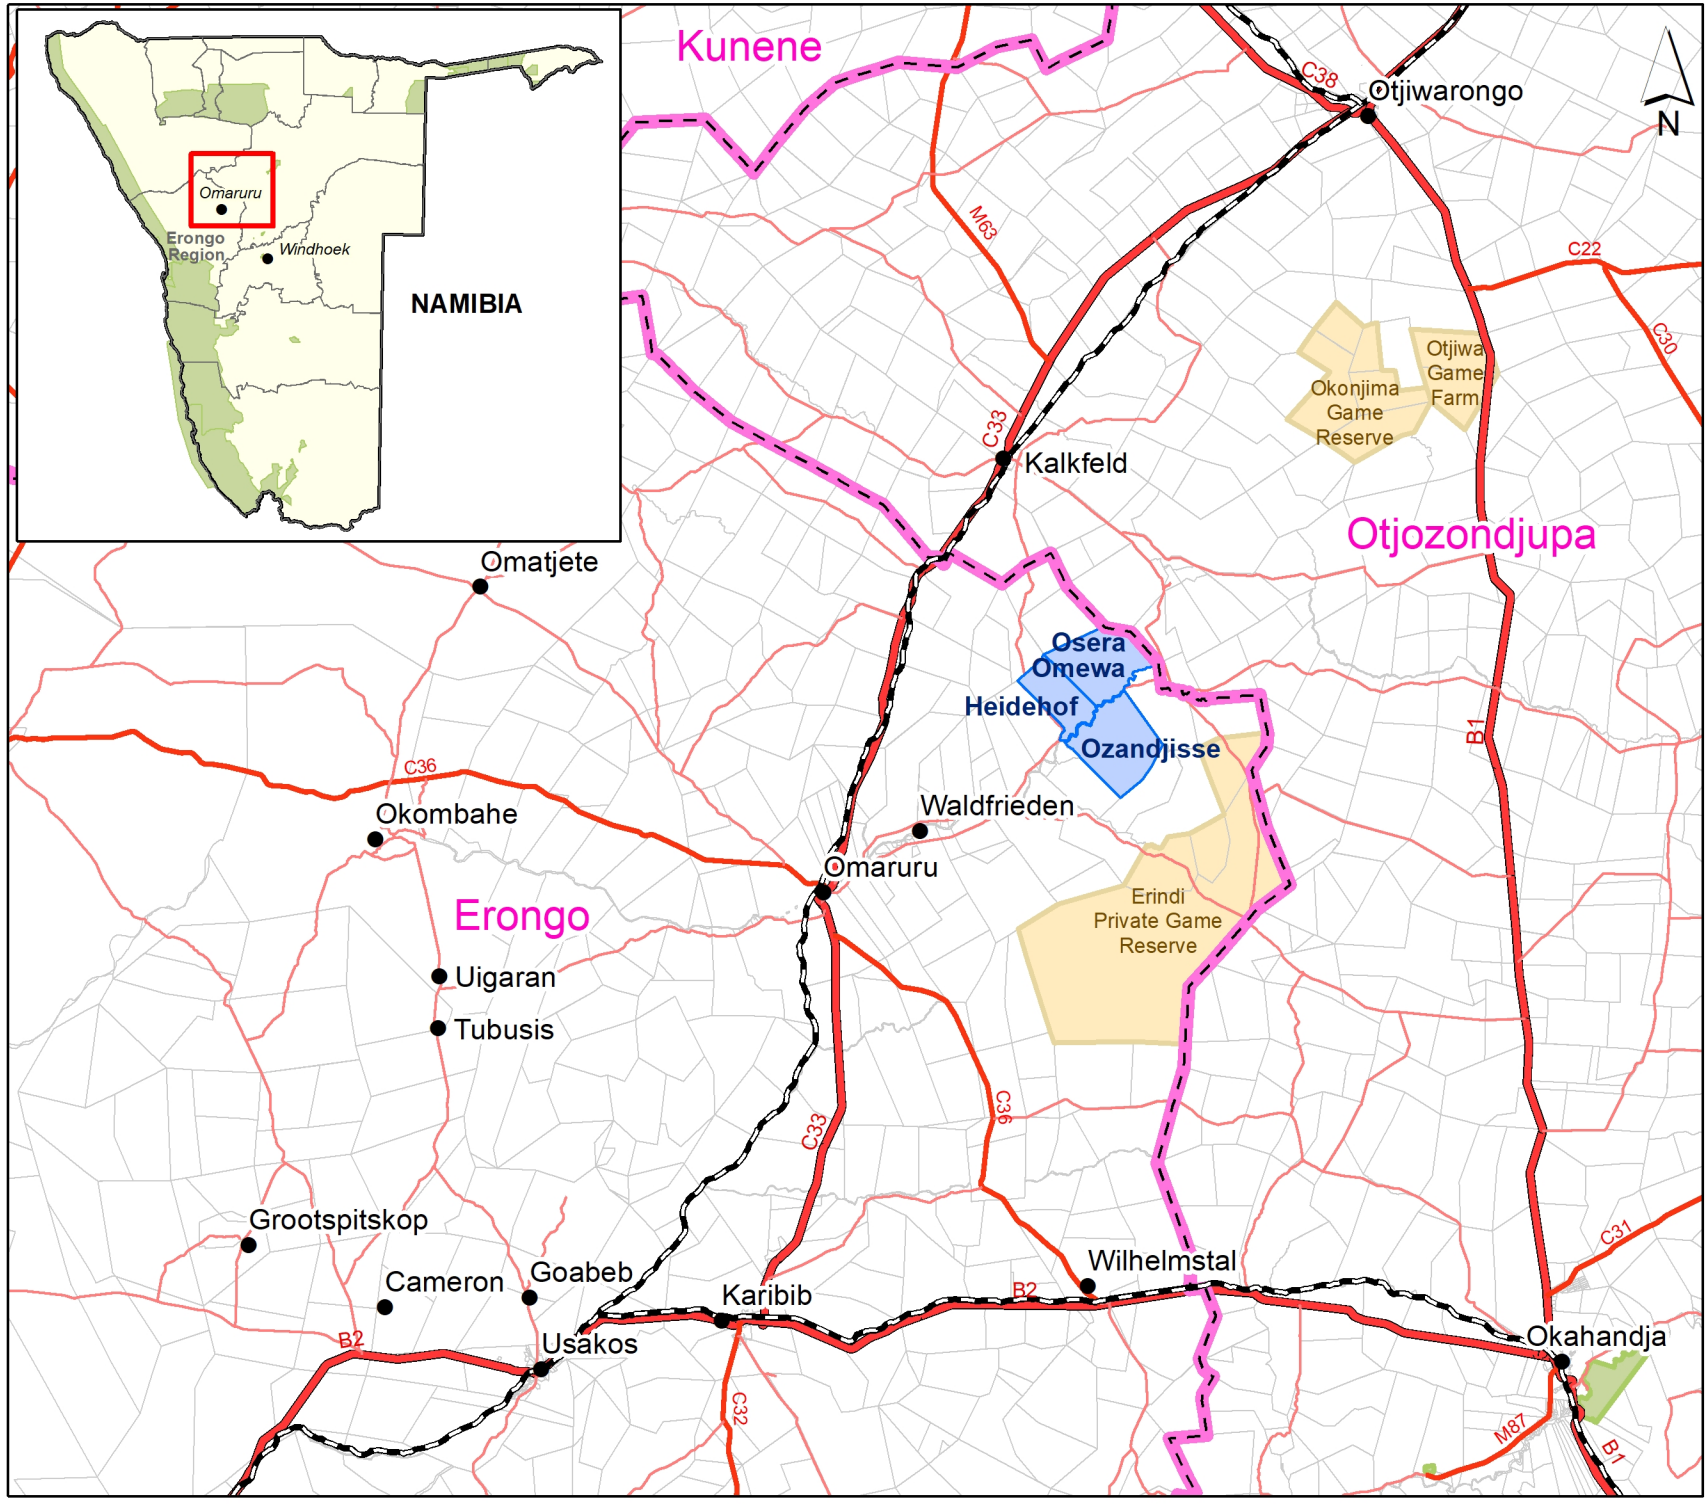 Kunene
C38
Otjiwarongo
N
Omaruru
Erongo
Region
Windhoek
NAMIBIA
M63
C22
C30
Otjiwa
Game
Farm
Okonjima
Game
Reserve
C33
Kalkfeld
Otjozondjupa
Omatjete
Osera
Omewa
Heidehof
Ozandjisse
B1
C36
Okombahe
Waldfrieden
Omaruru
Erongo
Erindi
Private Game
Reserve
Uigaran
Tubusis
C36
C33
Grootspitskop
C31
Wilhelmstal
Cameron
Goabeb
Karibib
B2
B2
Usakos
Okahandja
C32
M87
B1